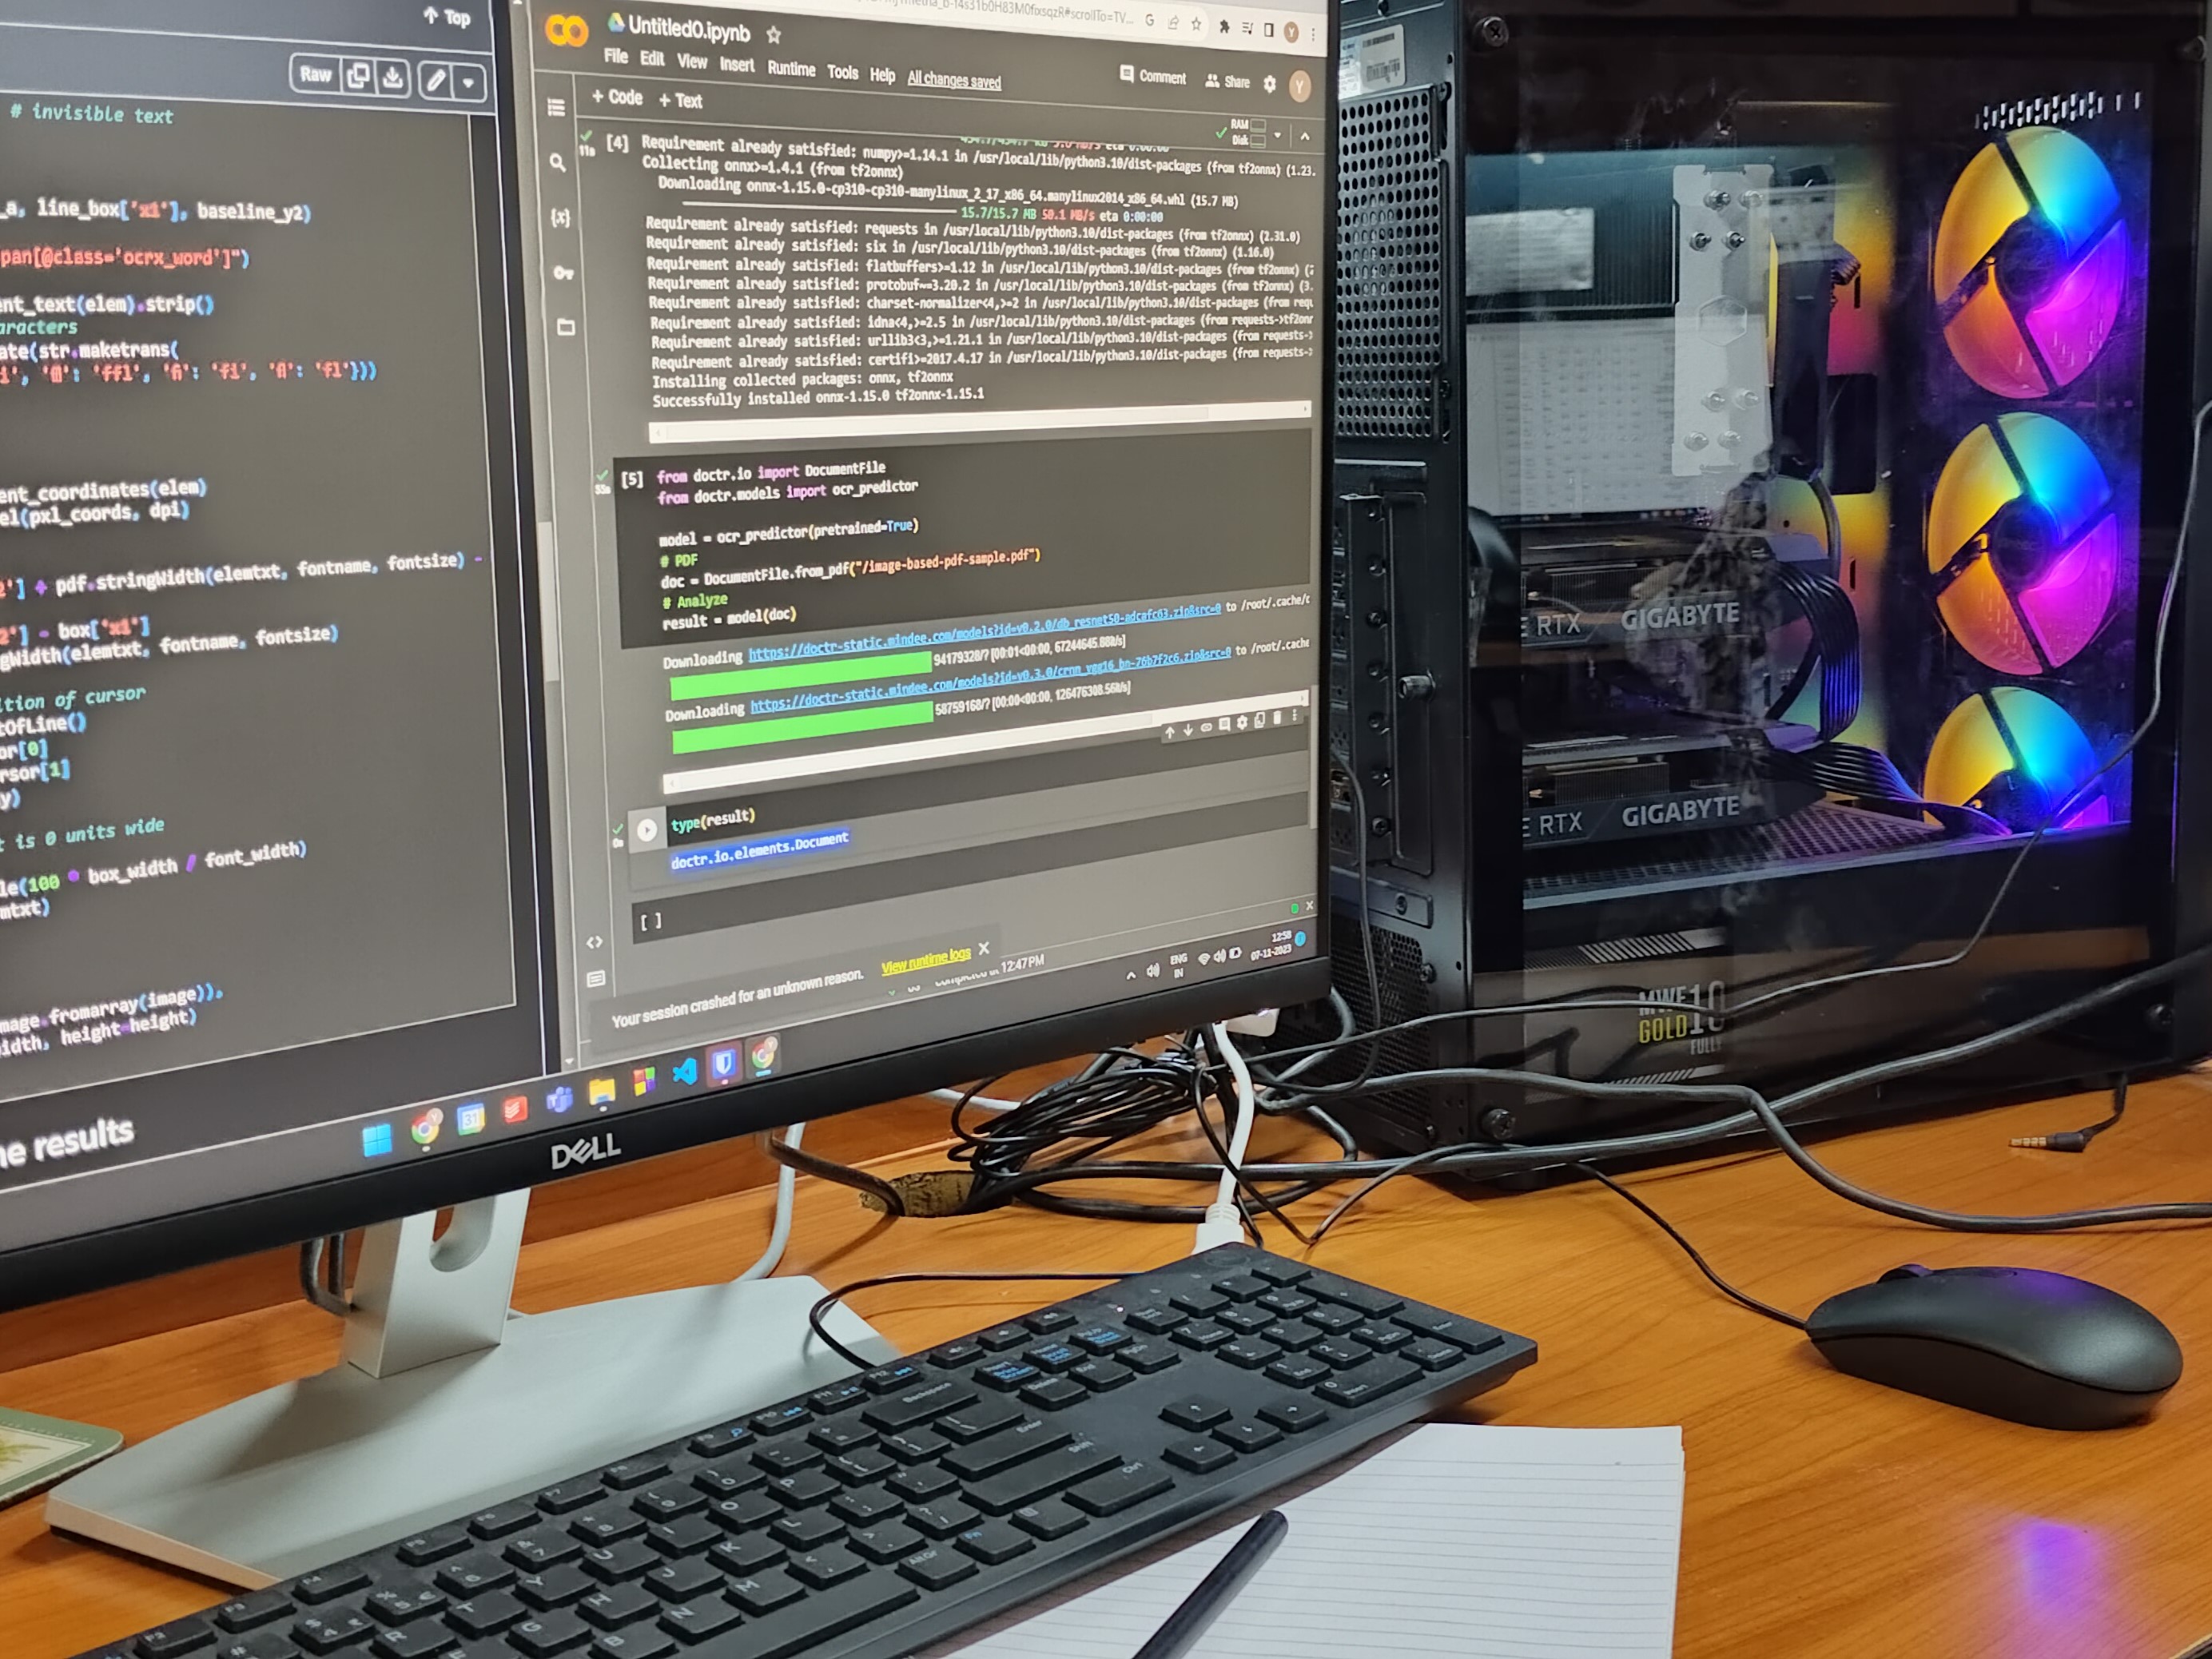 Top
Raw
# invisible text
_a, line_box['x1'], baseline_y2)
pan[@class='ocrx_word']")
ent_text(elem).strip()
aracters
ate(str.maketrans(
'ffl', 'fi': 'fi', 'fl': 'fl'}))
ent_coordinates(elem)
el(pxl_coords, dpi)
2'] + pdf.stringWidth(elemtxt, fontname, fontsize) -
2'] - box['x1']
gWidth(elemtxt, fontname, fontsize)
ition of cursor
tOfLine()
or[0]
rsor[1]
y)
t is 0 units wide
le(100 * box_width / font_width)
mtxt)
mage.fromarray(image)),
idth, height=height)
he results
Untitled0.ipynb
File Edit View Insert Runtime Tools Help All changes saved
Comment Share Y
+ Code + Text
RAM
Disk
11s
[4] Requirement already satisfied: numpy>=1.14.1 in /usr/local/lib/python3.10/dist-packages (from tf2onnx) (1.23.
Collecting onnx>=1.4.1 (from tf2onnx)
Downloading onnx-1.15.0-cp310-cp310-manylinux_2_17_x86_64.manylinux2014_x86_64.whl (15.7 MB)
15.7/15.7 MB 50.1 MB/s eta 0:00:00
Requirement already satisfied: requests in /usr/local/lib/python3.10/dist-packages (from tf2onnx) (2.31.0)
Requirement already satisfied: six in /usr/local/lib/python3.10/dist-packages (from tf2onnx) (1.16.0)
Requirement already satisfied: flatbuffers>=1.12 in /usr/local/lib/python3.10/dist-packages (from tf2onnx) (
Requirement already satisfied: protobuf~=3.20.2 in /usr/local/lib/python3.10/dist-packages (from tf2onnx) (3.
Requirement already satisfied: charset-normalizer<4,>=2 in /usr/local/lib/python3.10/dist-packages (from requ
Requirement already satisfied: idna<4,>=2.5 in /usr/local/lib/python3.10/dist-packages (from requests->tf2onn
Requirement already satisfied: urllib3<3,>=1.21.1 in /usr/local/lib/python3.10/dist-packages (from requests->
Requirement already satisfied: certifi>=2017.4.17 in /usr/local/lib/python3.10/dist-packages (from requests->
Installing collected packages: onnx, tf2onnx
Successfully installed onnx-1.15.0 tf2onnx-1.15.1
55s
[5] from doctr.io import DocumentFile
from doctr.models import ocr_predictor
model = ocr_predictor(pretrained=True)
# PDF
doc = DocumentFile.from_pdf("/image-based-pdf-sample.pdf")
# Analyze
result = model(doc)
Downloading https://doctr-static.mindee.com/models?id=v0.2.0/db_resnet50-adcafc63.zip&src=0 to /root/.cache/d
94179328/? [00:01<00:00, 67244645.88it/s]
Downloading https://doctr-static.mindee.com/models?id=v0.3.0/crnn_vgg16_bn-76b7f2c6.zip&src=0 to /root/.cache
58759168/? [00:00<00:00, 126476308.56it/s]
type(result)
0s
doctr.io.elements.Document
[ ]
Your session crashed for an unknown reason. View runtime logs
12:47 PM
ENG
IN
12:58
07-11-2023
DELL
RTX GIGABYTE
RTX GIGABYTE
MWE
GOLD
FULLY